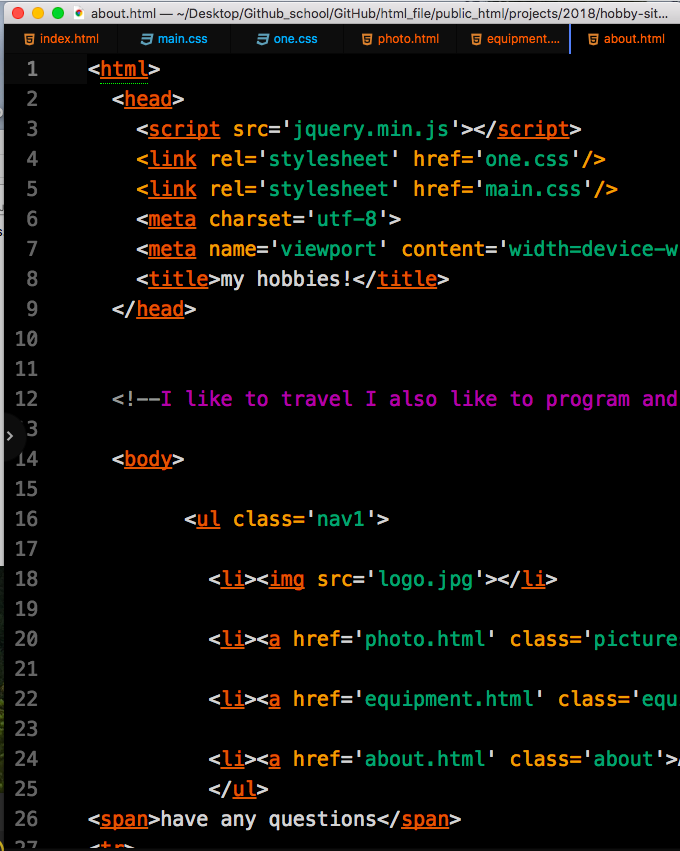 about.html — ~/Desktop/Github_school/GitHub/html_file/public_html/projects/2018/hobby-sit...
index.html main.css one.css photo.html equipment.... about.html
1 <html>
2 <head>
3 <script src='jquery.min.js'></script>
4 <link rel='stylesheet' href='one.css'/>
5 <link rel='stylesheet' href='main.css'/>
6 <meta charset='utf-8'>
7 <meta name='viewport' content='width=device-w
8 <title>my hobbies!</title>
9 </head>
10
11
12 <!--I like to travel I also like to program and
13
14 <body>
15
16 <ul class='nav1'>
17
18 <li><img src='logo.jpg'></li>
19
20 <li><a href='photo.html' class='picture
21
22 <li><a href='equipment.html' class='equ
23
24 <li><a href='about.html' class='about'>
25 </ul>
26 <span>have any questions</span>
27 <tr>